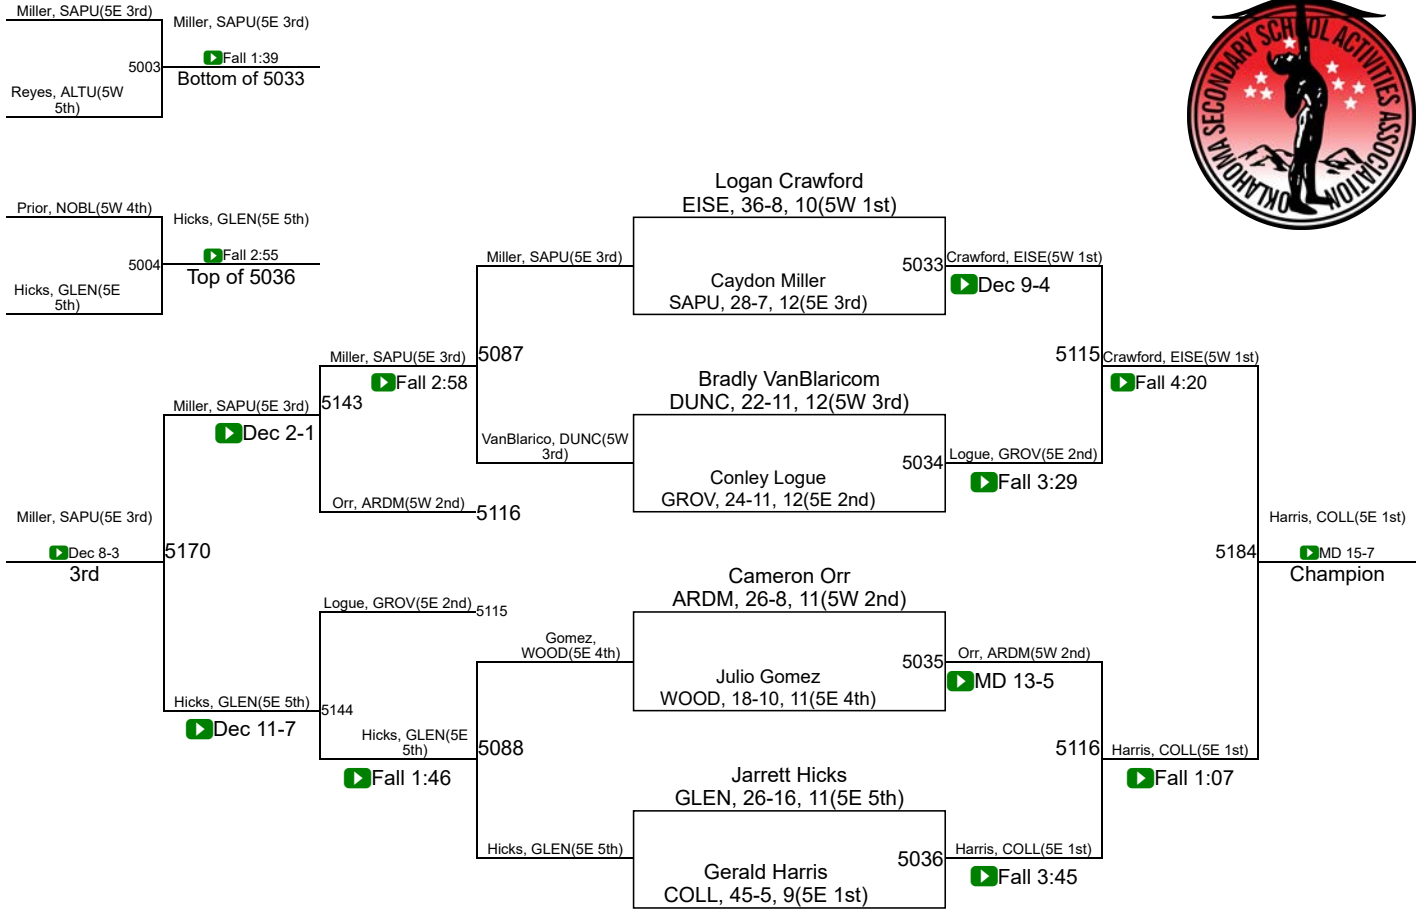 Miller, SAPU(5E 3rd)
Miller, SAPU(5E 3rd)
Fall 1:39
5003
Bottom of 5033
Reyes, ALTU(5W
5th)
OKLAHOMA SECONDARY SCHOOL ACTIVITIES ASSOCIATION
Prior, NOBL(5W 4th)
Hicks, GLEN(5E 5th)
Fall 2:55
5004
Top of 5036
Hicks, GLEN(5E
5th)
Logan Crawford
EISE, 36-8, 10(5W 1st)
Miller, SAPU(5E 3rd)
5033
Crawford, EISE(5W 1st)
Dec 9-4
Caydon Miller
SAPU, 28-7, 12(5E 3rd)
Miller, SAPU(5E 3rd)
5087
Fall 2:58
5115
Crawford, EISE(5W 1st)
Fall 4:20
Bradly VanBlaricom
DUNC, 22-11, 12(5W 3rd)
Miller, SAPU(5E 3rd)
5143
Dec 2-1
VanBlarico, DUNC(5W
3rd)
5034
Logue, GROV(5E 2nd)
Fall 3:29
Conley Logue
GROV, 24-11, 12(5E 2nd)
Orr, ARDM(5W 2nd)
5116
Miller, SAPU(5E 3rd)
Dec 8-3
3rd
5170
Harris, COLL(5E 1st)
5184
MD 15-7
Champion
Cameron Orr
ARDM, 26-8, 11(5W 2nd)
Logue, GROV(5E 2nd)
5115
Gomez,
WOOD(5E 4th)
5035
Orr, ARDM(5W 2nd)
MD 13-5
Julio Gomez
WOOD, 18-10, 11(5E 4th)
Hicks, GLEN(5E 5th)
5144
Dec 11-7
Hicks, GLEN(5E
5th)
5088
Fall 1:46
5116
Harris, COLL(5E 1st)
Fall 1:07
Jarrett Hicks
GLEN, 26-16, 11(5E 5th)
Hicks, GLEN(5E 5th)
5036
Harris, COLL(5E 1st)
Fall 3:45
Gerald Harris
COLL, 45-5, 9(5E 1st)